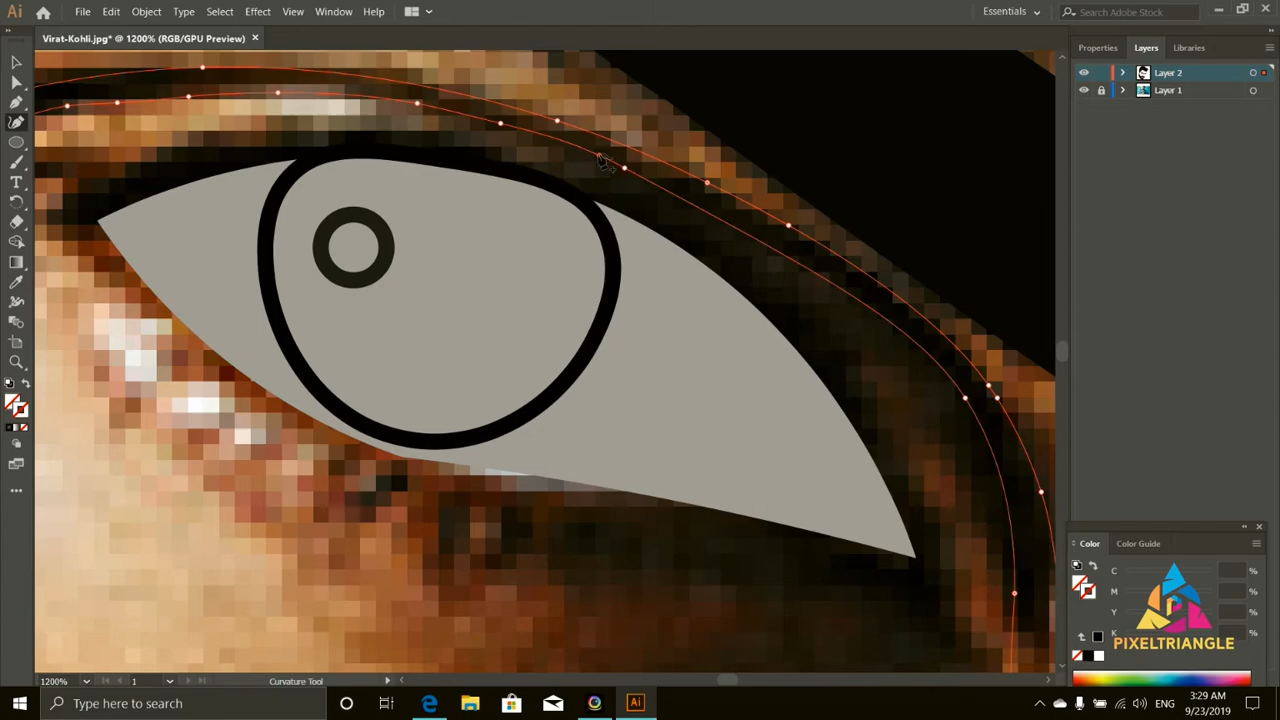 Ai File Edit Object Type Select Effect View Window Help Essentials Search Adobe Stock
Virat-Kohli.jpg* @ 1200% (RGB/GPU Preview)
Properties Layers Libraries
Layer 2
Layer 1
Color Color Guide
C %
M %
Y %
K %
PIXELTRIANGLE
1200% 1 Curvature Tool
Type here to search
Ai
ENG
3:29 AM
9/23/2019